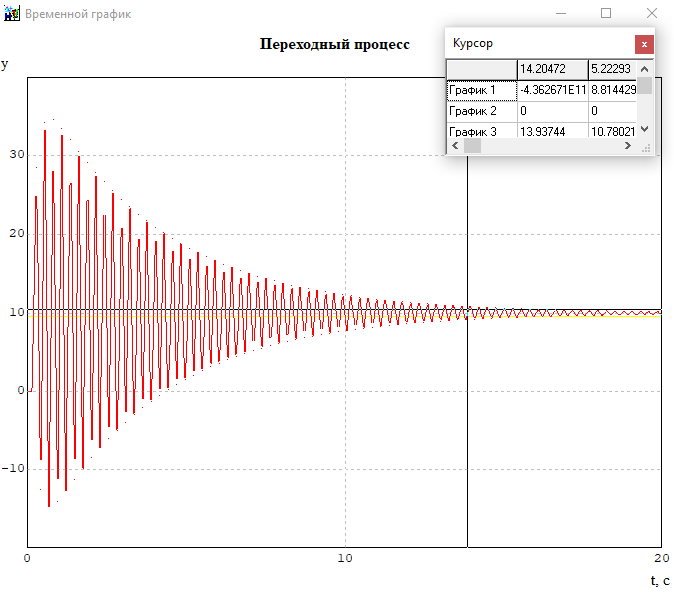 Временной график
Переходный процесс
y
Курсор
x
14.20472 5.22293
График 1 -4.362671E11 8.814429
График 2 0 0
График 3 13.93744 10.78021
30
20
10
0
-10
0 10 20
t, c